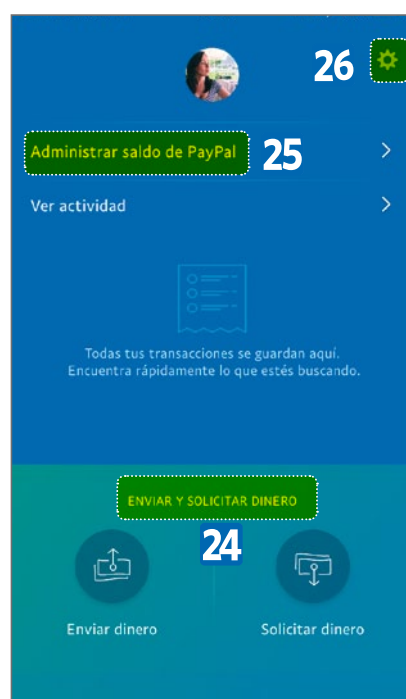 26
Administrar saldo de PayPal 25
Ver actividad
Todas tus transacciones se guardan aquí.
Encuentra rápidamente lo que estés buscando.
ENVIAR Y SOLICITAR DINERO
24
Enviar dinero
Solicitar dinero